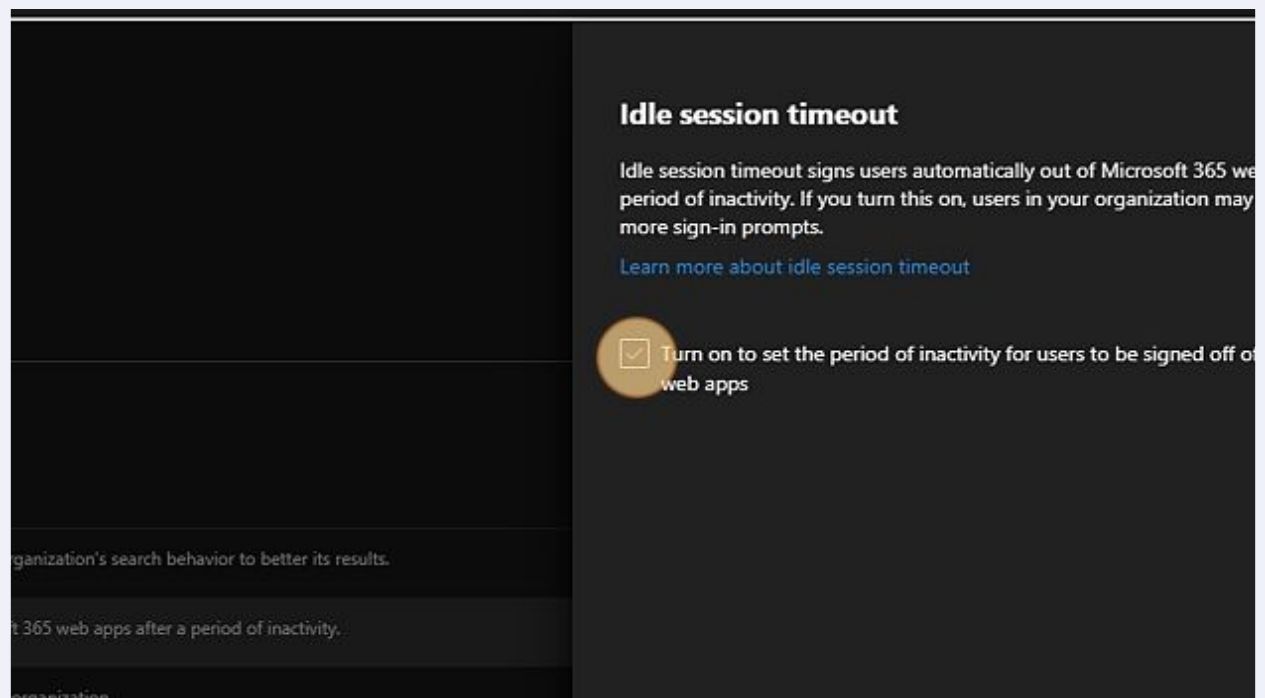 Idle session timeout
Idle session timeout signs users automatically out of Microsoft 365 we
period of inactivity. If you turn this on, users in your organization may
more sign-in prompts.
Learn more about idle session timeout
Turn on to set the period of inactivity for users to be signed off of
web apps
rganization's search behavior to better its results.
t 365 web apps after a period of inactivity.
organization